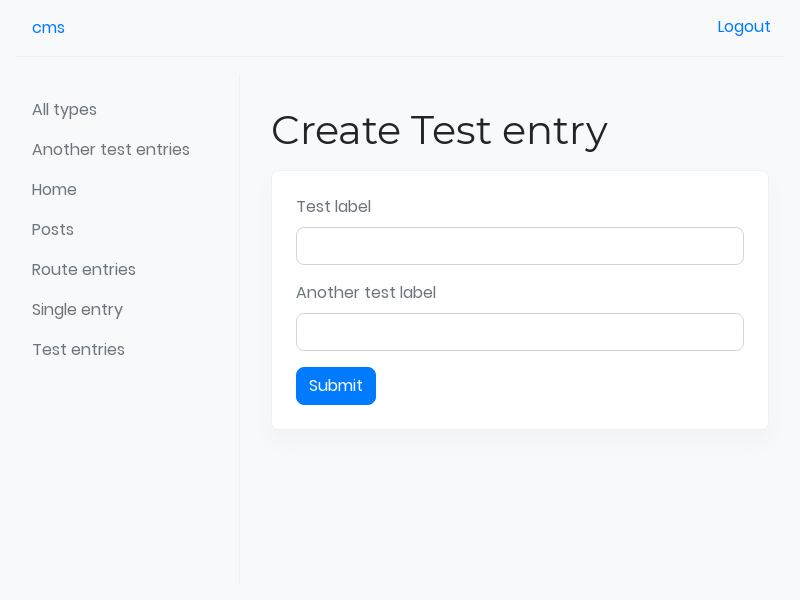 cms
Logout
All types
Another test entries
Home
Posts
Route entries
Single entry
Test entries
Create Test entry
Test label
Another test label
Submit